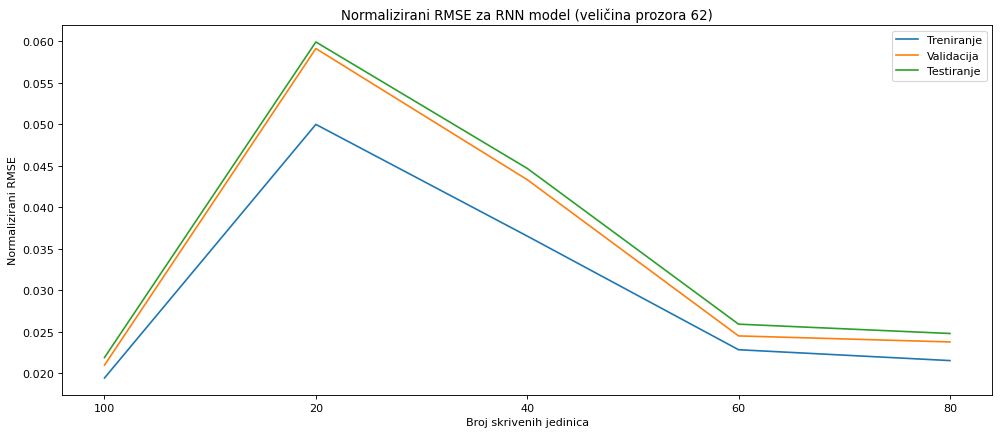 Normalizirani RMSE za RNN model (veličina prozora 62)
Treniranje
Validacija
Testiranje
Normalizirani RMSE
0.060
0.055
0.050
0.045
0.040
0.035
0.030
0.025
0.020
100 20 40 60 80
Broj skrivenih jedinica